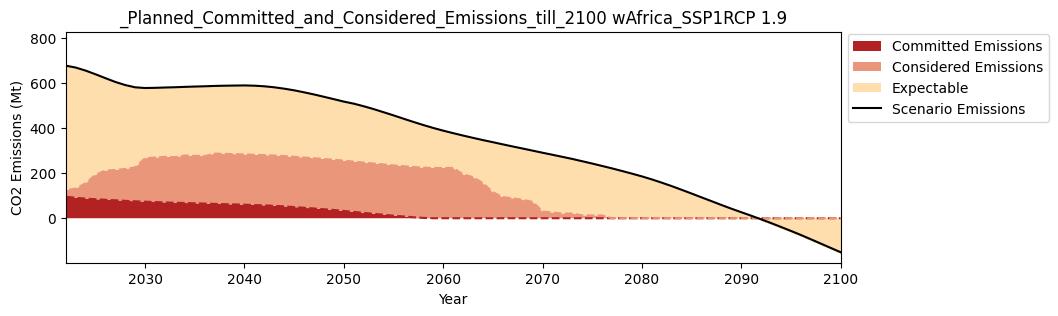 _Planned_Committed_and_Considered_Emissions_till_2100 wAfrica_SSP1RCP 1.9
800
600
400
200
0
CO2 Emissions (Mt)
2030 2040 2050 2060 2070 2080 2090 2100
Year
Committed Emissions
Considered Emissions
Expectable
Scenario Emissions